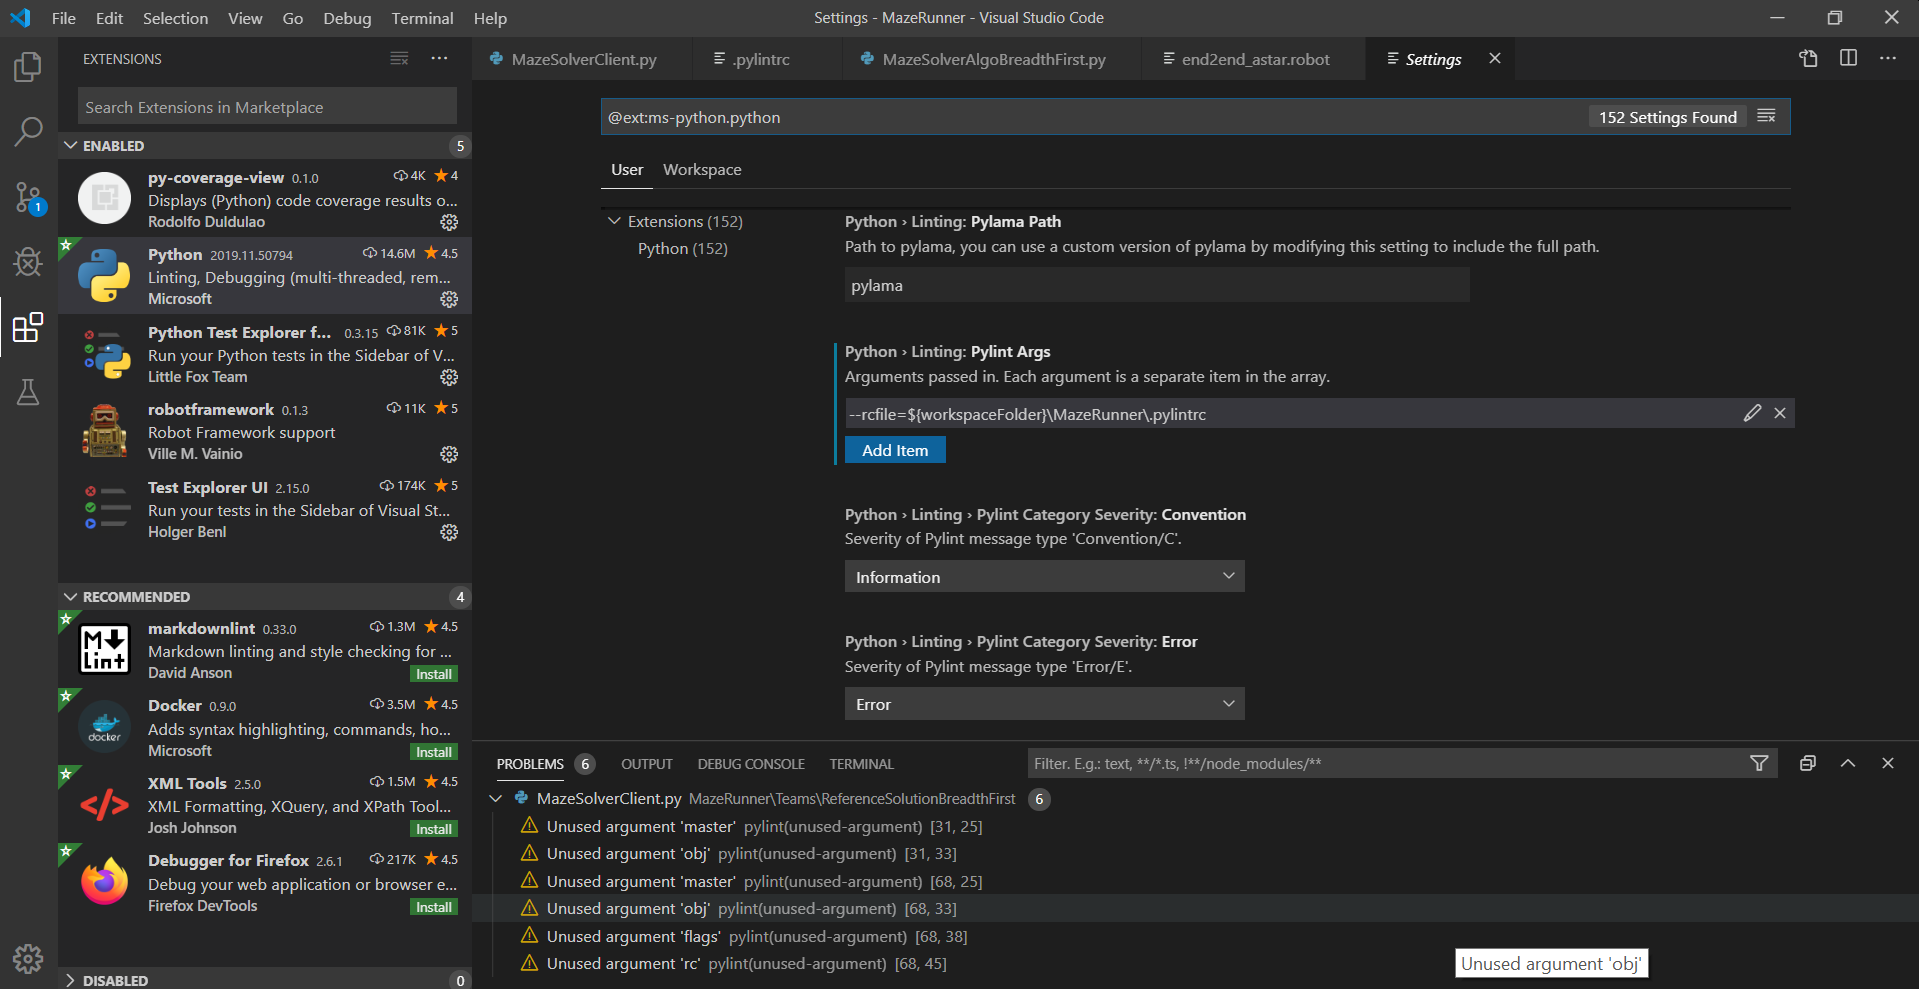 File Edit Selection View Go Debug Terminal Help
Settings - MazeRunner - Visual Studio Code
EXTENSIONS
Search Extensions in Marketplace
ENABLED 5
py-coverage-view 0.1.0 4K 4
Displays (Python) code coverage results o...
Rodolfo Duldulao
Python 2019.11.50794 14.6M 4.5
Linting, Debugging (multi-threaded, rem...
Microsoft
Python Test Explorer f... 0.3.15 81K 5
Run your Python tests in the Sidebar of V...
Little Fox Team
robotframework 0.1.3 11K 5
Robot Framework support
Ville M. Vainio
Test Explorer UI 2.15.0 174K 5
Run your tests in the Sidebar of Visual St...
Holger Benl
1
RECOMMENDED 4
M Lint
markdownlint 0.33.0 1.3M 4.5
Markdown linting and style checking for ...
David Anson Install
docker
Docker 0.9.0 3.5M 4.5
Adds syntax highlighting, commands, ho...
Microsoft Install
</>
XML Tools 2.5.0 1.5M 4.5
XML Formatting, XQuery, and XPath Tool...
Josh Johnson Install
Debugger for Firefox 2.6.1 217K 4.5
Debug your web application or browser e...
Firefox DevTools Install
DISABLED 0
MazeSolverClient.py .pylintrc MazeSolverAlgoBreadthFirst.py end2end_astar.robot Settings
@ext:ms-python.python 152 Settings Found
User Workspace
Extensions (152)
Python (152)
Python › Linting: Pylama Path
Path to pylama, you can use a custom version of pylama by modifying this setting to include the full path.
pylama
Python › Linting: Pylint Args
Arguments passed in. Each argument is a separate item in the array.
--rcfile=${workspaceFolder}\MazeRunner\.pylintrc
Add Item
Python › Linting › Pylint Category Severity: Convention
Severity of Pylint message type 'Convention/C'.
Information
Python › Linting › Pylint Category Severity: Error
Severity of Pylint message type 'Error/E'.
Error
PROBLEMS 6 OUTPUT DEBUG CONSOLE TERMINAL
Filter. E.g.: text, **/*.ts, !**/node_modules/**
MazeSolverClient.py MazeRunner\Teams\ReferenceSolutionBreadthFirst 6
Unused argument 'master' pylint(unused-argument) [31, 25]
Unused argument 'obj' pylint(unused-argument) [31, 33]
Unused argument 'master' pylint(unused-argument) [68, 25]
Unused argument 'obj' pylint(unused-argument) [68, 33]
Unused argument 'flags' pylint(unused-argument) [68, 38]
Unused argument 'rc' pylint(unused-argument) [68, 45]
Unused argument 'obj'